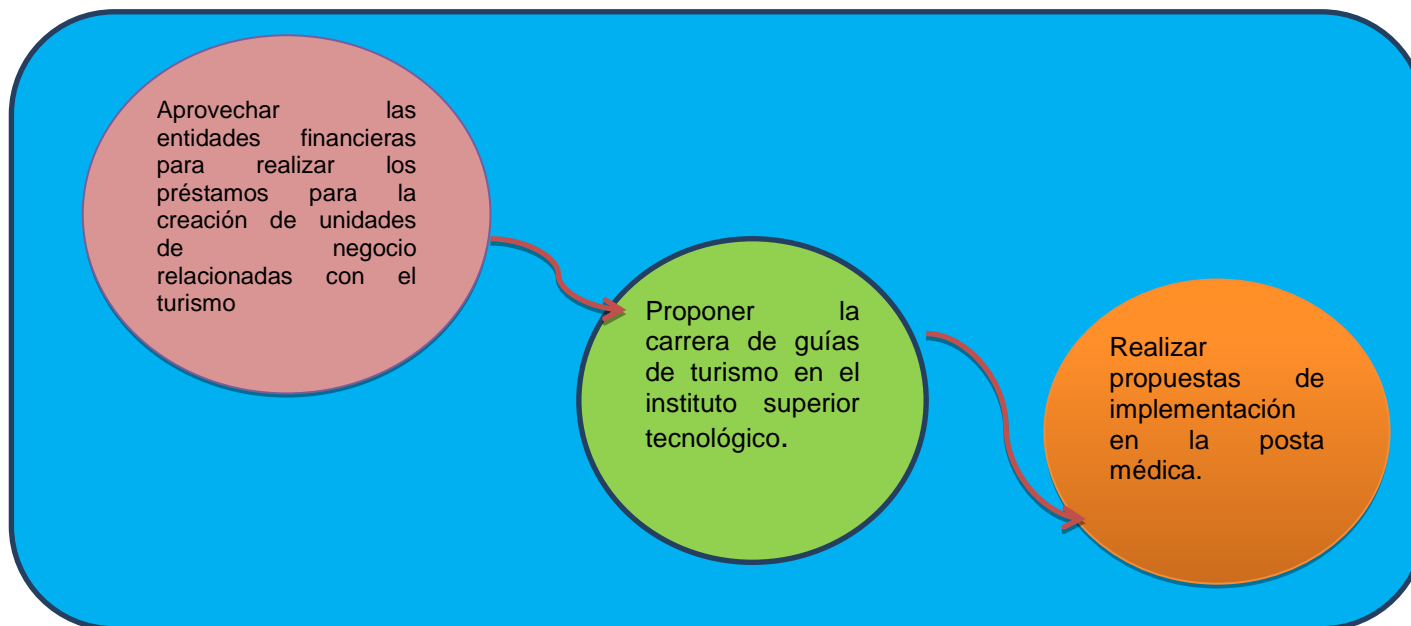 Aprovechar las
entidades financieras
para realizar los
préstamos para la
creación de unidades
de negocio
relacionadas con el
turismo
Proponer la
carrera de guías
de turismo en el
instituto superior
tecnológico.
Realizar
propuestas de
implementación
en la posta
médica.